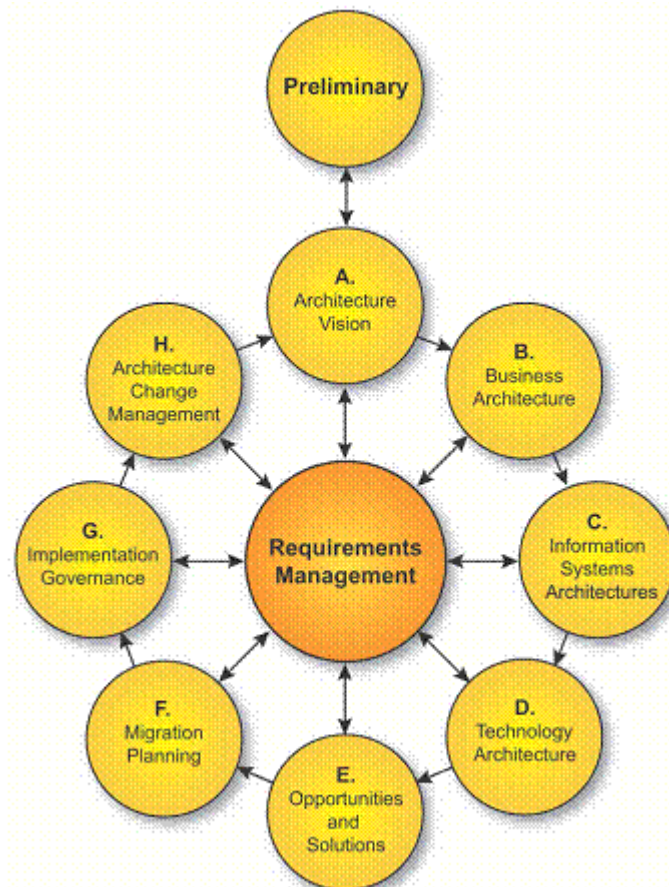 Preliminary
A.
Architecture
Vision
B.
Business
Architecture
C.
Information
Systems
Architectures
D.
Technology
Architecture
E.
Opportunities
and
Solutions
F.
Migration
Planning
G.
Implementation
Governance
H.
Architecture
Change
Management
Requirements
Management